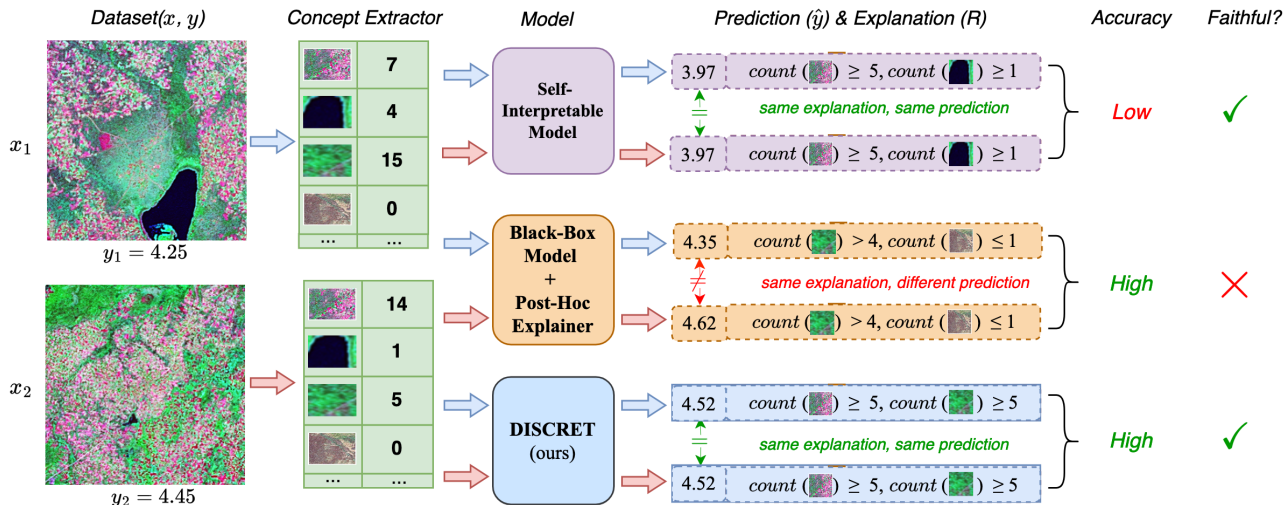 Dataset(x, y)
Concept Extractor
Model
Prediction (ŷ) & Explanation (R)
Accuracy
Faithful?
x₁
y₁ = 4.25
7
4
15
0
... ...
Self-
Interpretable
Model
3.97 count ( ) ≥ 5, count ( ) ≥ 1
= same explanation, same prediction
3.97 count ( ) ≥ 5, count ( ) ≥ 1
Low
✓
Black-Box
Model
+
Post-Hoc
Explainer
4.35 count ( ) > 4, count ( ) ≤ 1
≠ same explanation, different prediction
4.62 count ( ) > 4, count ( ) ≤ 1
High
✕
x₂
y₂ = 4.45
14
1
5
0
... ...
DISCRET
(ours)
4.52 count ( ) ≥ 5, count ( ) ≥ 5
= same explanation, same prediction
4.52 count ( ) ≥ 5, count ( ) ≥ 5
High
✓